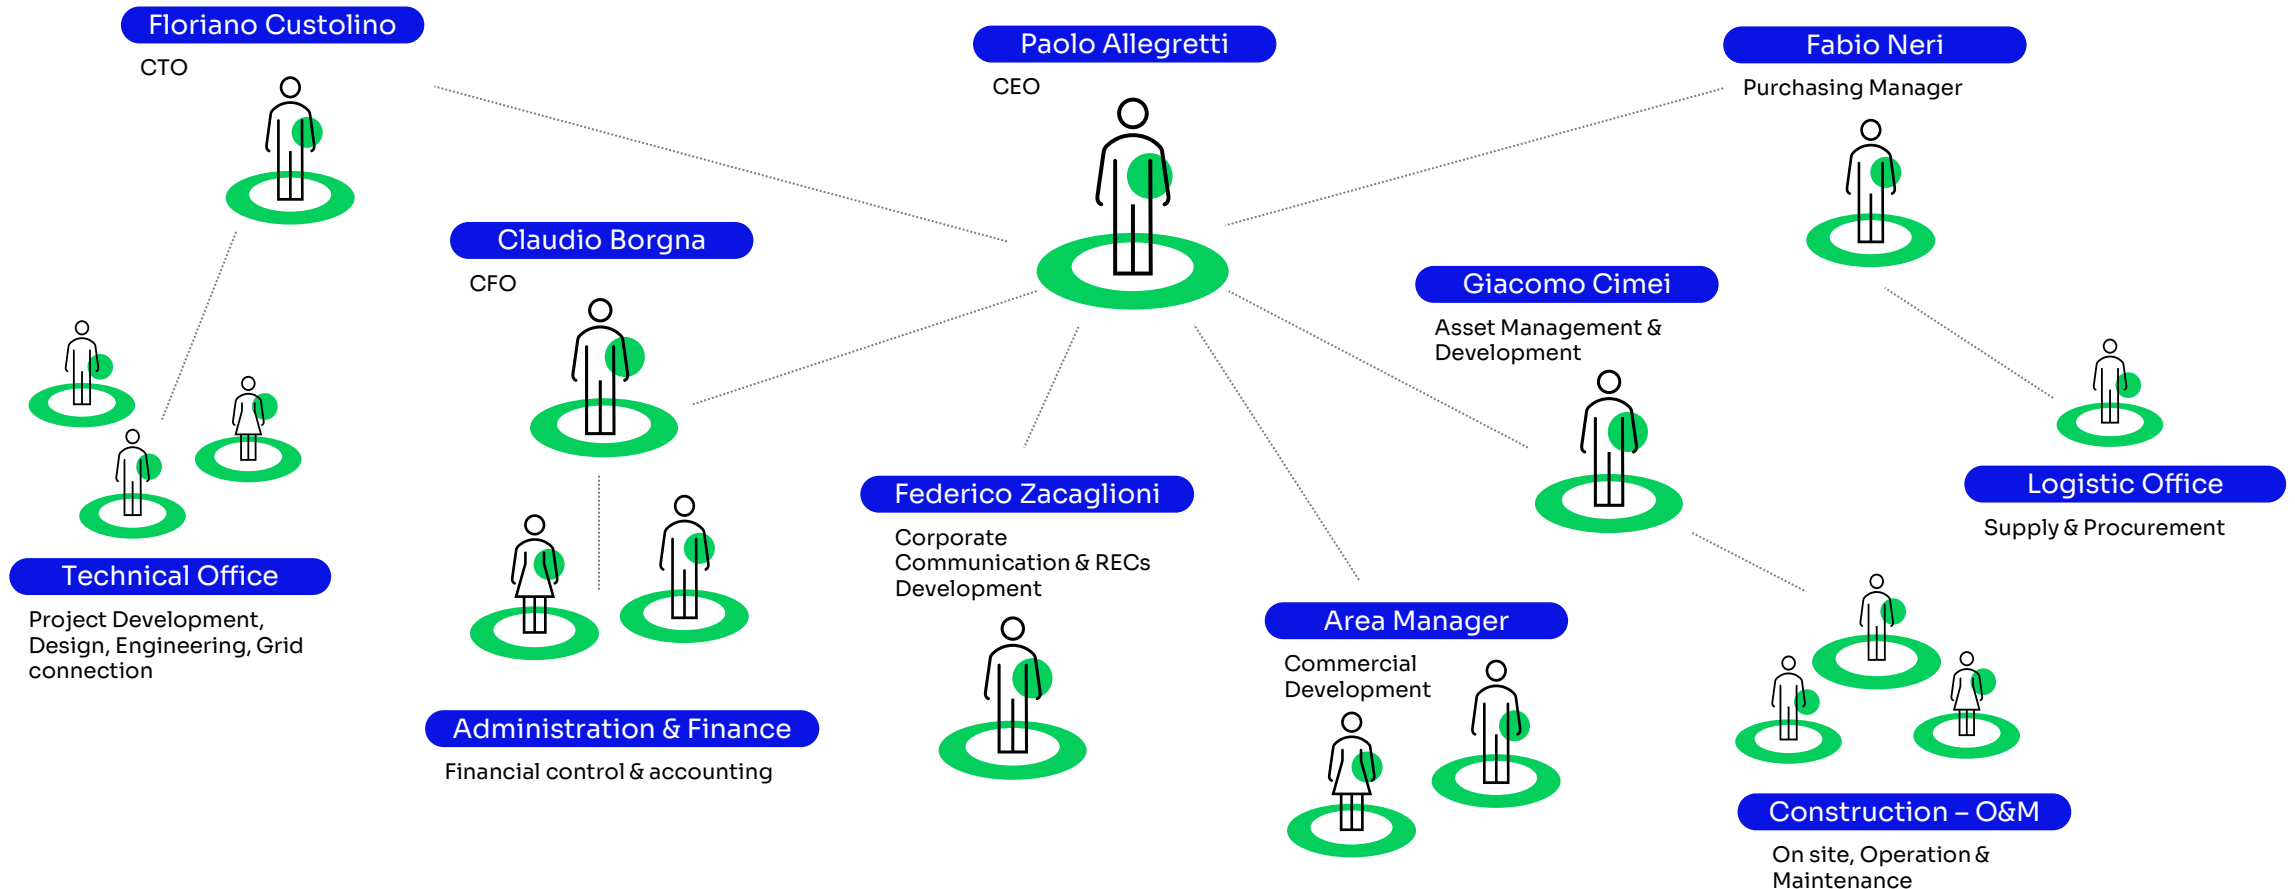 Floriano Custolino
CTO
Paolo Allegretti
CEO
Fabio Neri
Purchasing Manager
Claudio Borgna
CFO
Giacomo Cimei
Asset Management &
Development
Federico Zacaglioni
Corporate
Communication & RECs
Development
Logistic Office
Supply & Procurement
Technical Office
Project Development,
Design, Engineering, Grid
connection
Area Manager
Commercial
Development
Administration & Finance
Financial control & accounting
Construction – O&M
On site, Operation &
Maintenance